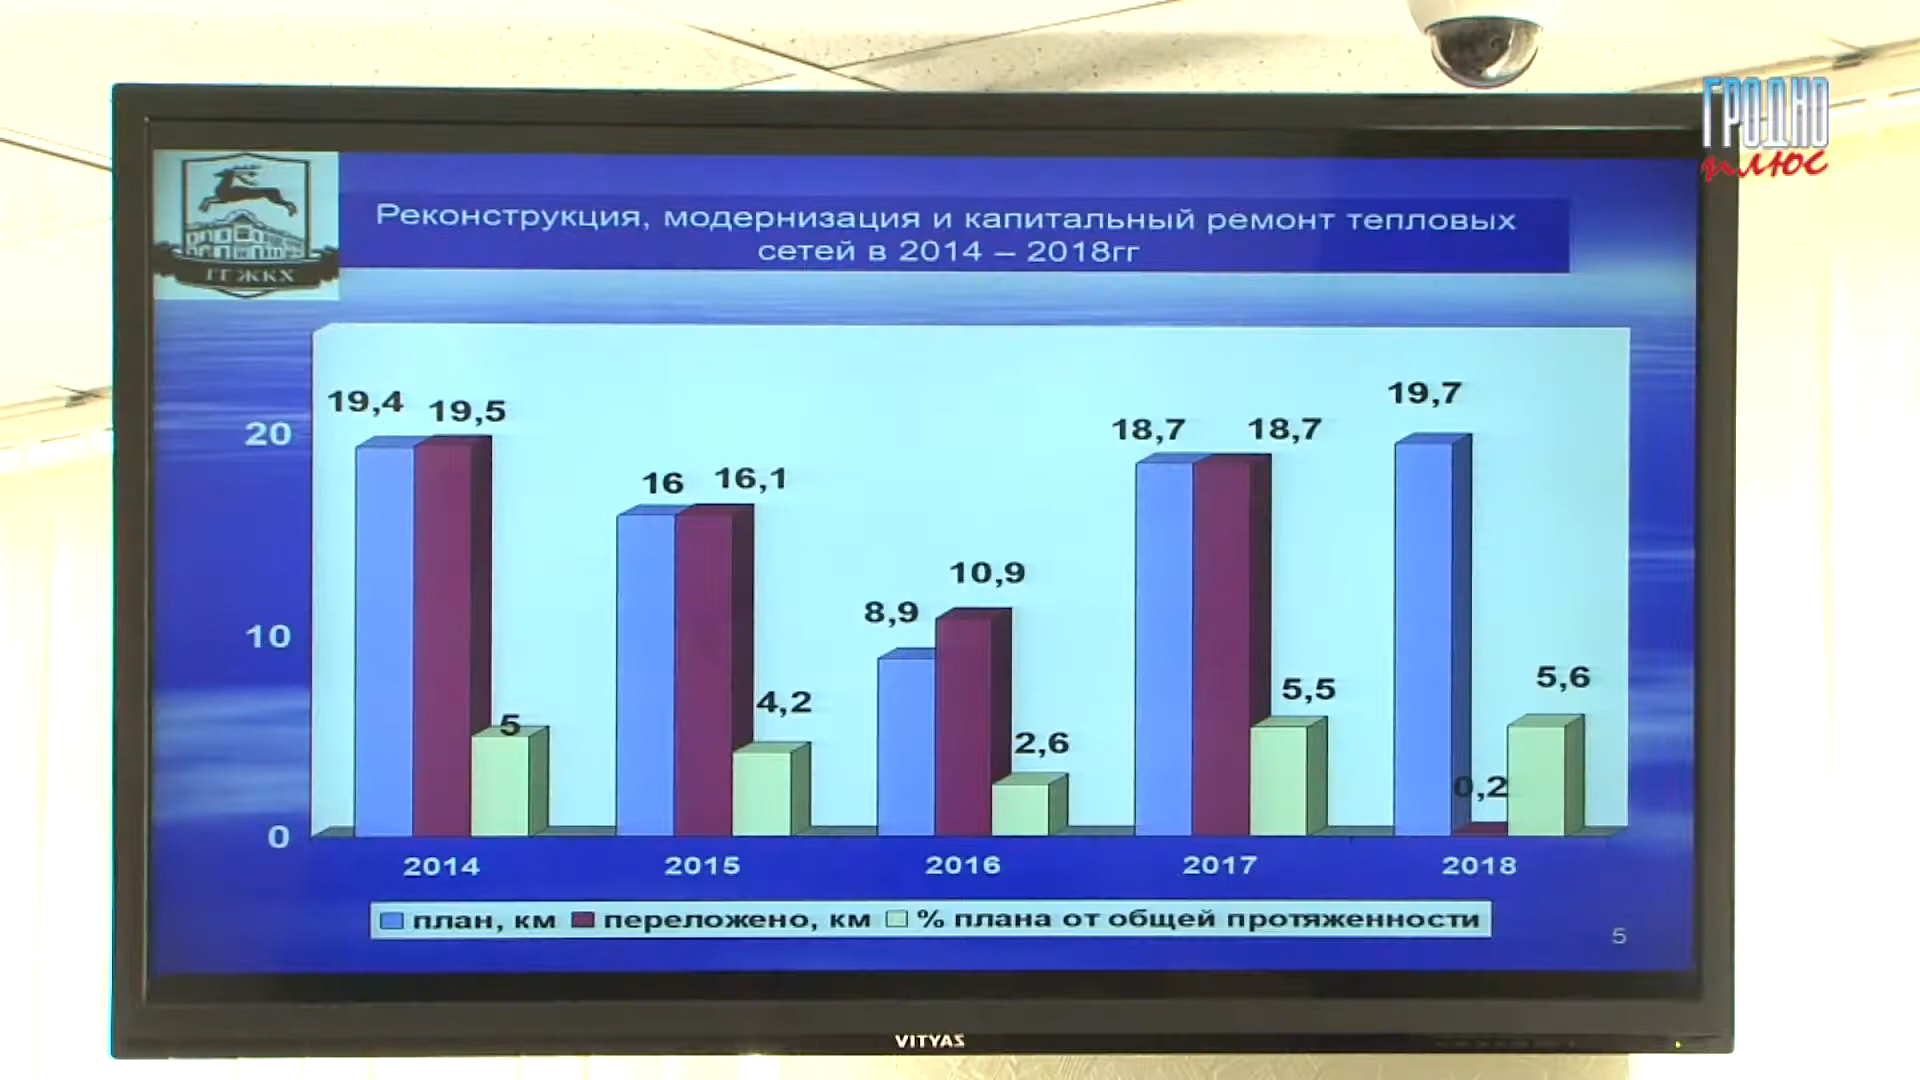 ГРОДНО
плюс
ГГ ЖКХ
Реконструкция, модернизация и капитальный ремонт тепловых
сетей в 2014 – 2018гг
20
10
0
19,4
19,5
5
16
16,1
4,2
8,9
10,9
2,6
18,7
18,7
5,5
19,7
0,2
5,6
2014
2015
2016
2017
2018
план, км
переложено, км
% плана от общей протяженности
5
VITYAS